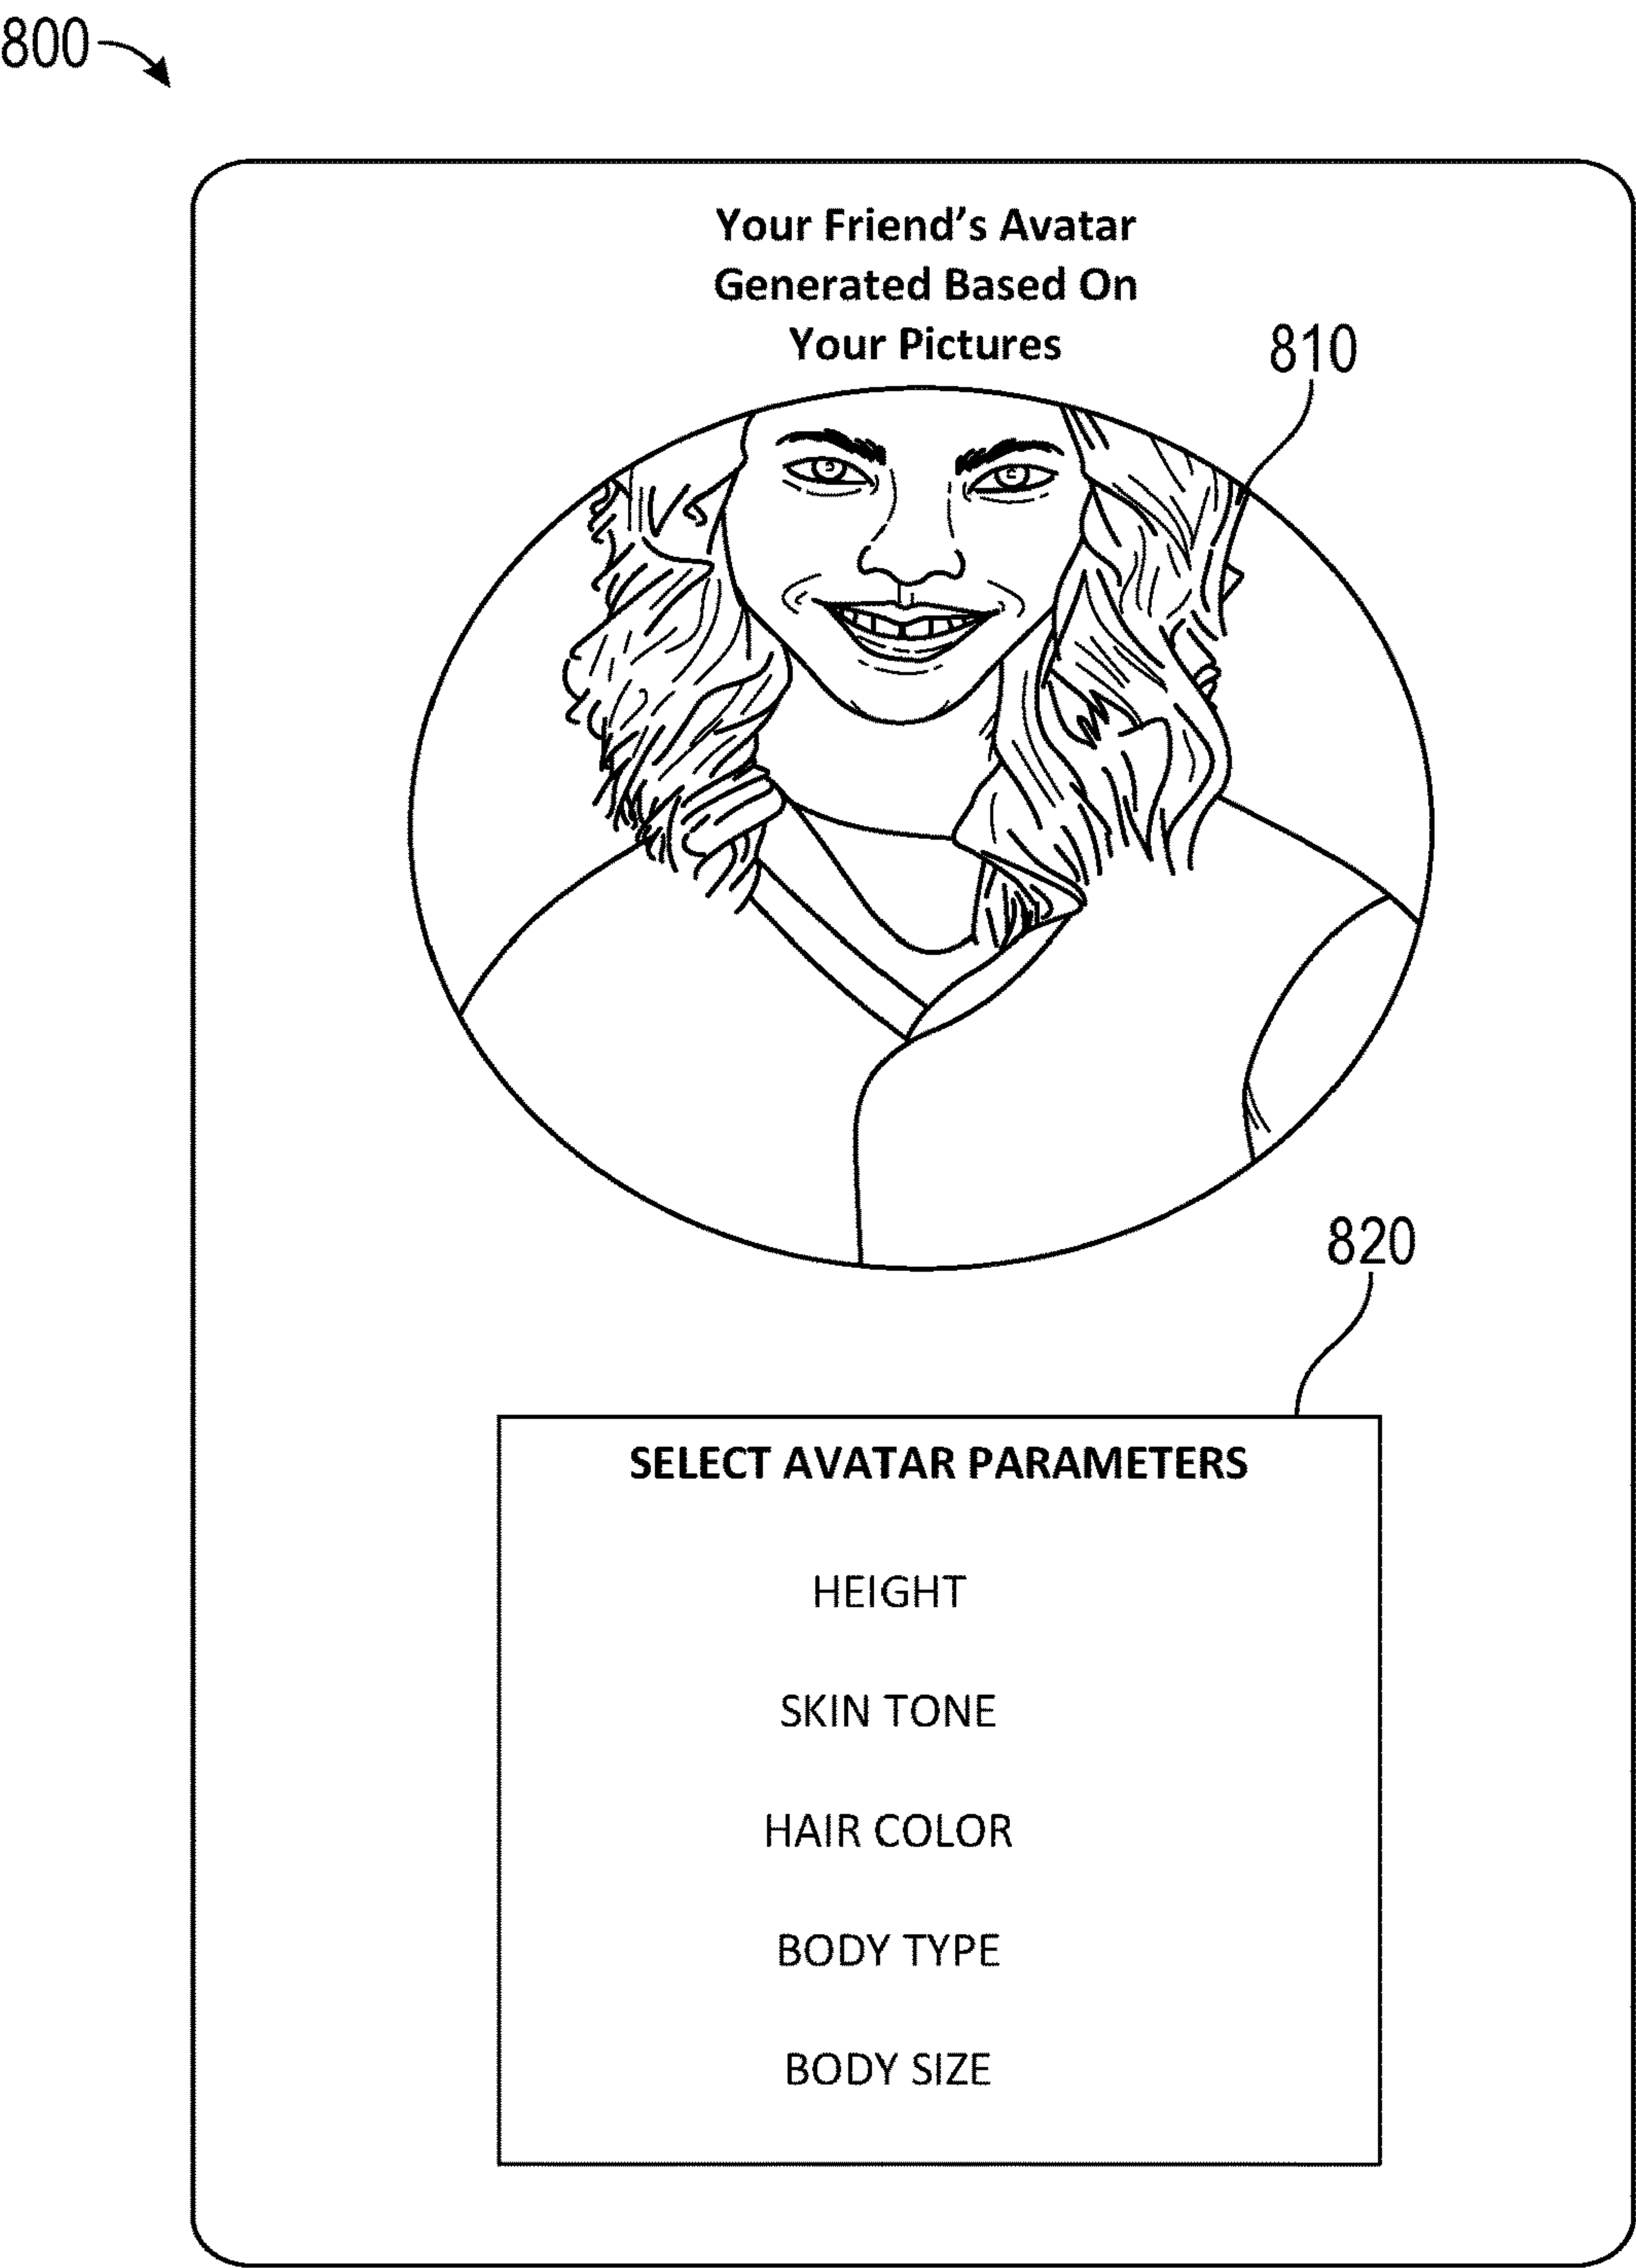 800
Your Friend's Avatar
Generated Based On
Your Pictures
810
820
SELECT AVATAR PARAMETERS
HEIGHT
SKIN TONE
HAIR COLOR
BODY TYPE
BODY SIZE